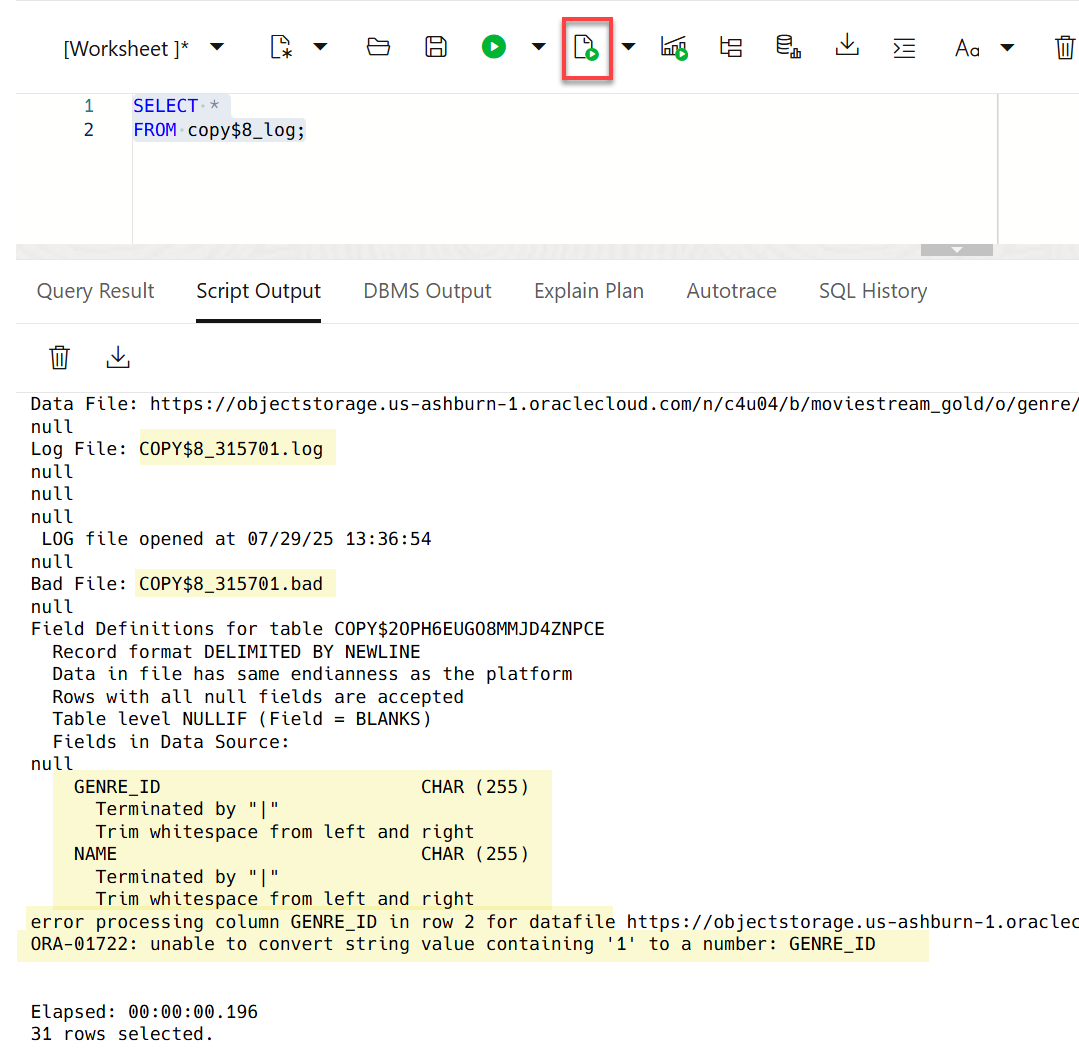 [Worksheet ]*
Aa
1 SELECT *
2 FROM copy$8_log;
Query Result Script Output DBMS Output Explain Plan Autotrace SQL History
Data File: https://objectstorage.us-ashburn-1.oraclecloud.com/n/c4u04/b/moviestream_gold/o/genre/
null
Log File: COPY$8_315701.log
null
null
null
LOG file opened at 07/29/25 13:36:54
null
Bad File: COPY$8_315701.bad
null
Field Definitions for table COPY$2OPH6EUGO8MMJD4ZNPCE
Record format DELIMITED BY NEWLINE
Data in file has same endianness as the platform
Rows with all null fields are accepted
Table level NULLIF (Field = BLANKS)
Fields in Data Source:
null
GENRE_ID CHAR (255)
Terminated by "|"
Trim whitespace from left and right
NAME CHAR (255)
Terminated by "|"
Trim whitespace from left and right
error processing column GENRE_ID in row 2 for datafile https://objectstorage.us-ashburn-1.oraclec
ORA-01722: unable to convert string value containing '1' to a number: GENRE_ID
Elapsed: 00:00:00.196
31 rows selected.